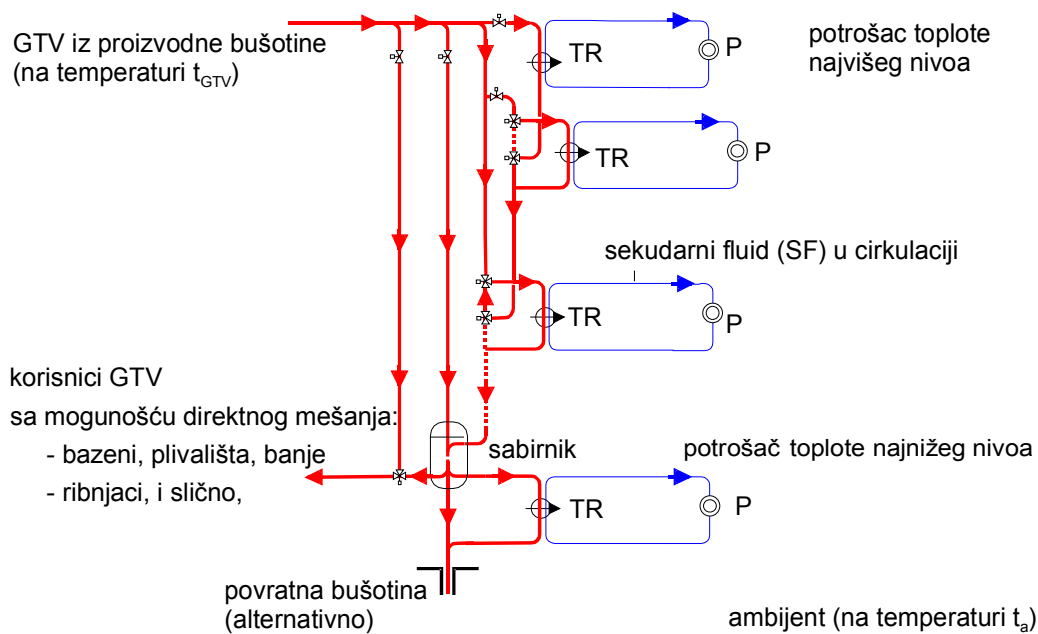 GTV iz proizvodne bušotine
(na temperaturi tGTV)
TR
P
potrošac toplote
najvišeg nivoa
TR
P
sekudarni fluid (SF) u cirkulaciji
TR
P
korisnici GTV
sa mogunošću direktnog mešanja:
- bazeni, plivališta, banje
- ribnjaci, i slično,
sabirnik
potrošač toplote najnižeg nivoa
TR
P
povratna bušotina
(alternativno)
ambijent (na temperaturi ta)